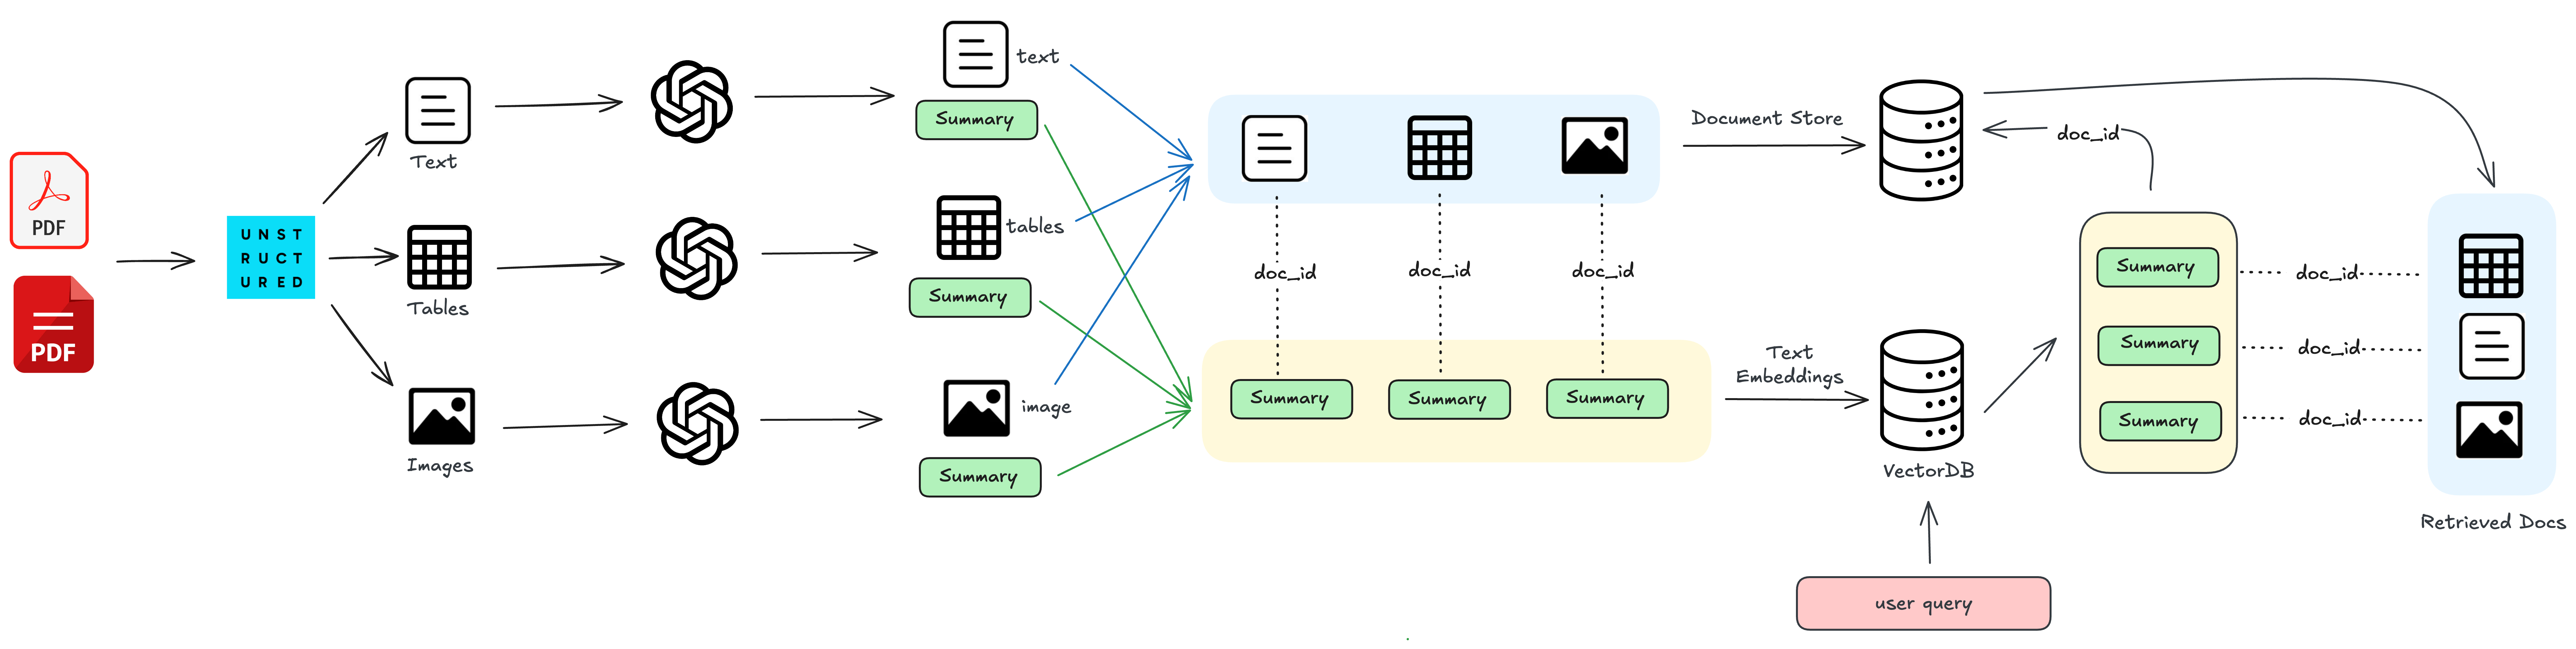 PDF
PDF
UNST
RUCT
URED
Text
Tables
Images
text
Summary
tables
Summary
image
Summary
doc_id
doc_id
doc_id
Summary
Summary
Summary
Document Store
Text
Embeddings
VectorDB
user query
doc_id
Summary
Summary
Summary
doc_id
doc_id
doc_id
Retrieved Docs